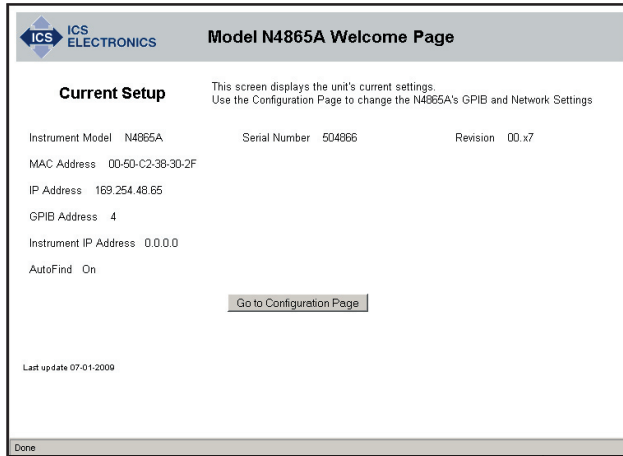 ICS
ICS
ELECTRONICS
Model N4865A Welcome Page
Current Setup
This screen displays the unit's current settings.
Use the Configuration Page to change the N4865A's GPIB and Network Settings
Instrument Model N4865A Serial Number 504866 Revision 00.x7
MAC Address 00-50-C2-38-30-2F
IP Address 169.254.48.65
GPIB Address 4
Instrument IP Address 0.0.0.0
AutoFind On
Go to Configuration Page
Last update 07-01-2009
Done